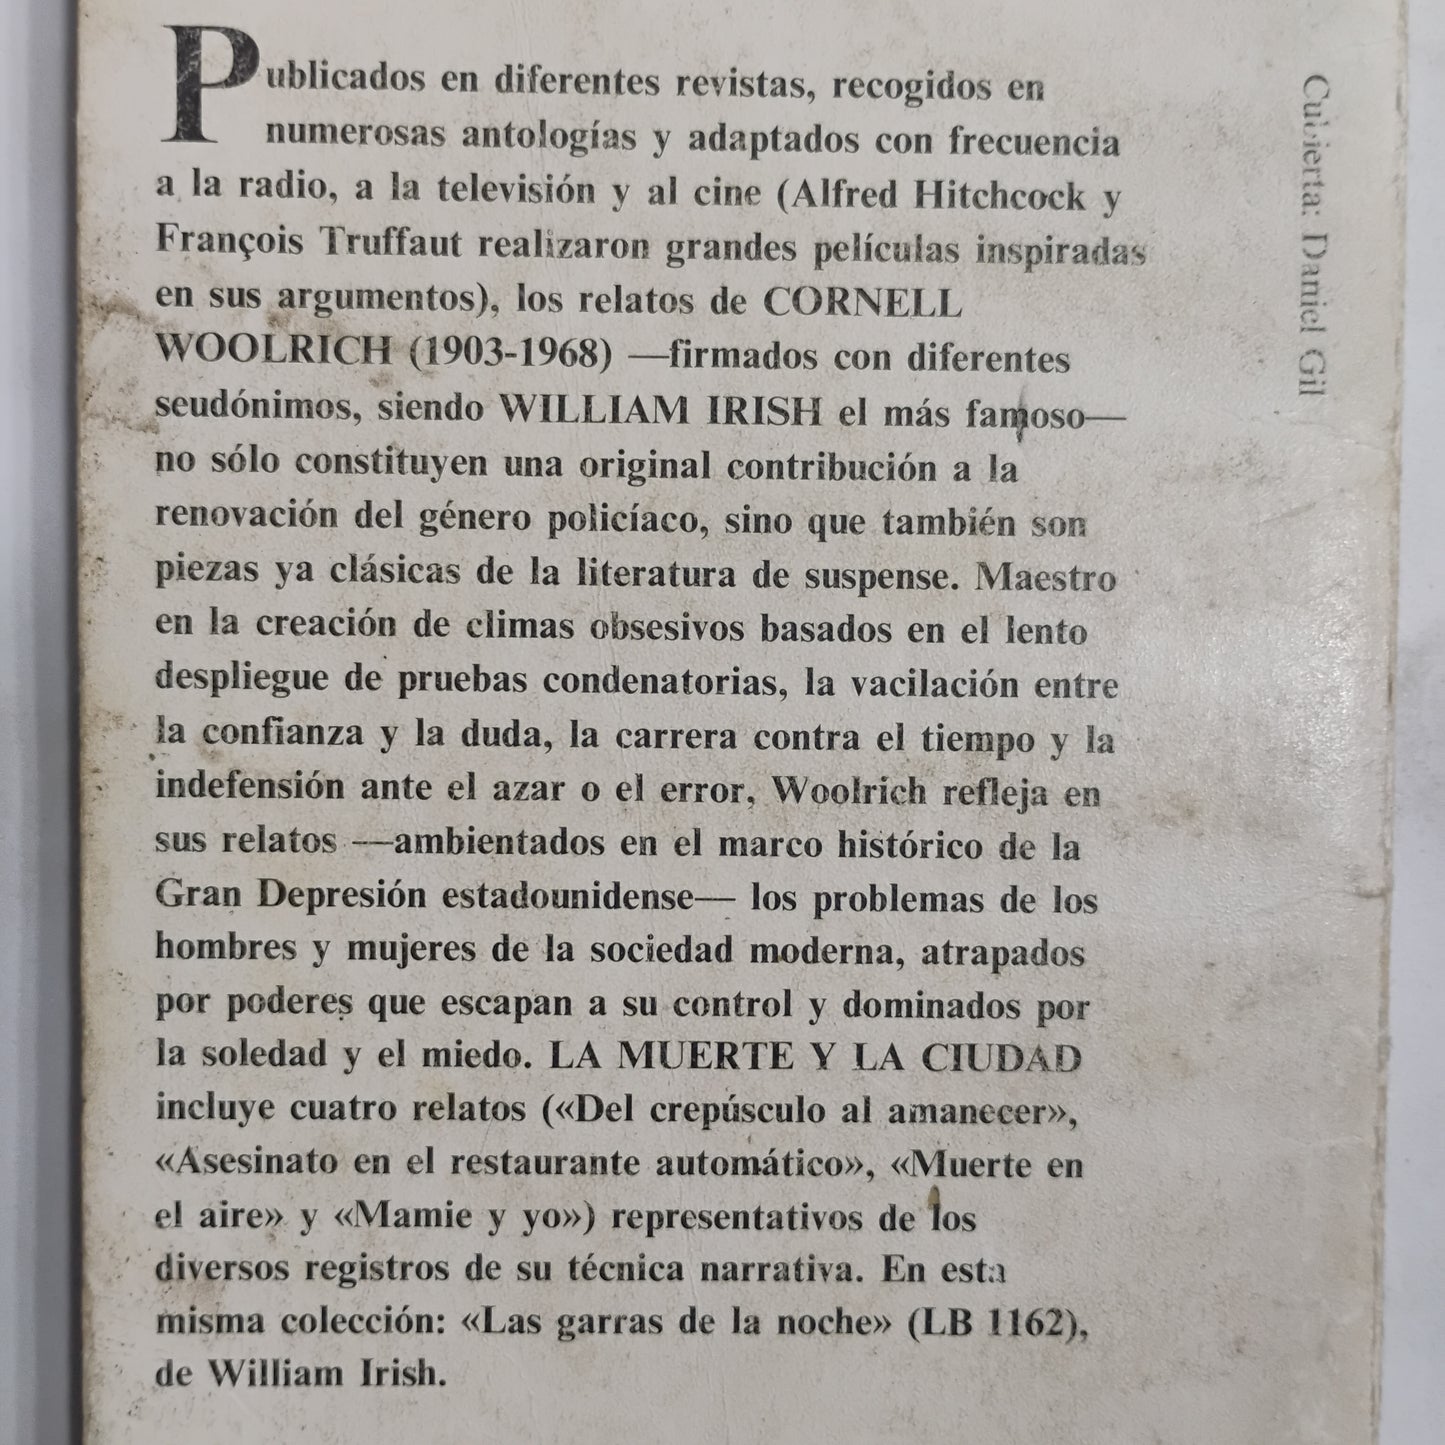 Publicados en diferentes revistas, recogidos en
numerosas antologías y adaptados con frecuencia
a la radio, a la televisión y al cine (Alfred Hitchcock y
François Truffaut realizaron grandes películas inspiradas
en sus argumentos), los relatos de CORNELL
WOOLRICH (1903-1968) —firmados con diferentes
seudónimos, siendo WILLIAM IRISH el más famoso—
no sólo constituyen una original contribución a la
renovación del género policíaco, sino que también son
piezas ya clásicas de la literatura de suspense. Maestro
en la creación de climas obsesivos basados en el lento
despliegue de pruebas condenatorias, la vacilación entre
la confianza y la duda, la carrera contra el tiempo y la
indefensión ante el azar o el error, Woolrich refleja en
sus relatos —ambientados en el marco histórico de la
Gran Depresión estadounidense— los problemas de los
hombres y mujeres de la sociedad moderna, atrapados
por poderes que escapan a su control y dominados por
la soledad y el miedo. LA MUERTE Y LA CIUDAD
incluye cuatro relatos («Del crepúsculo al amanecer»,
«Asesinato en el restaurante automático», «Muerte en
el aire» y «Mamie y yo») representativos de los
diversos registros de su técnica narrativa. En esta
misma colección: «Las garras de la noche» (LB 1162),
de William Irish.
Cubierta: Daniel Gil